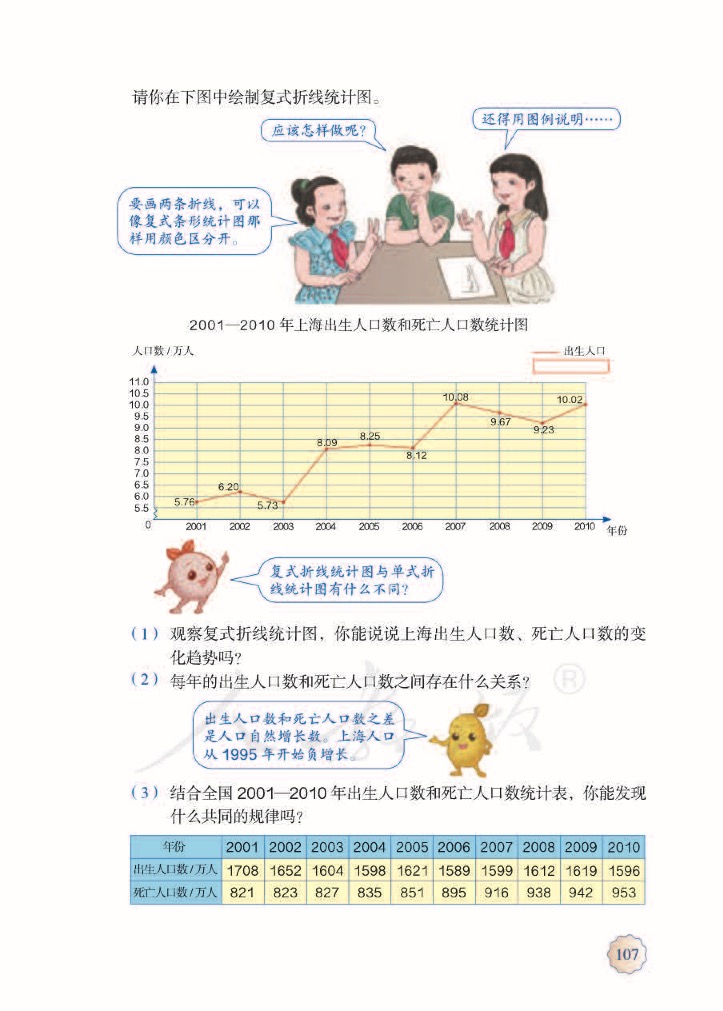 请你在下图中绘制复式折线统计图。
应该怎样做呢？
还得用图例说明……
要画两条折线，可以
像复式条形统计图那
样用颜色区分开。
2001—2010 年上海出生人口数和死亡人口数统计图
人口数 / 万人
出生人口
11.0
10.5
10.0
9.5
9.0
8.5
8.0
7.5
7.0
6.5
6.0
5.5
0
5.76
6.20
5.73
8.09
8.25
8.12
10.08
9.67
9.23
10.02
2001 2002 2003 2004 2005 2006 2007 2008 2009 2010 年份
复式折线统计图与单式折
线统计图有什么不同？
（1） 观察复式折线统计图，你能说说上海出生人口数、死亡人口数的变
化趋势吗？
（2） 每年的出生人口数和死亡人口数之间存在什么关系？
出生人口数和死亡人口数之差
是人口自然增长数。上海人口
从 1995 年开始负增长。
（3） 结合全国 2001—2010 年出生人口数和死亡人口数统计表，你能发现
什么共同的规律吗？
年份 2001 2002 2003 2004 2005 2006 2007 2008 2009 2010
出生人口数 / 万人 1708 1652 1604 1598 1621 1589 1599 1612 1619 1596
死亡人口数 / 万人 821 823 827 835 851 895 916 938 942 953
107